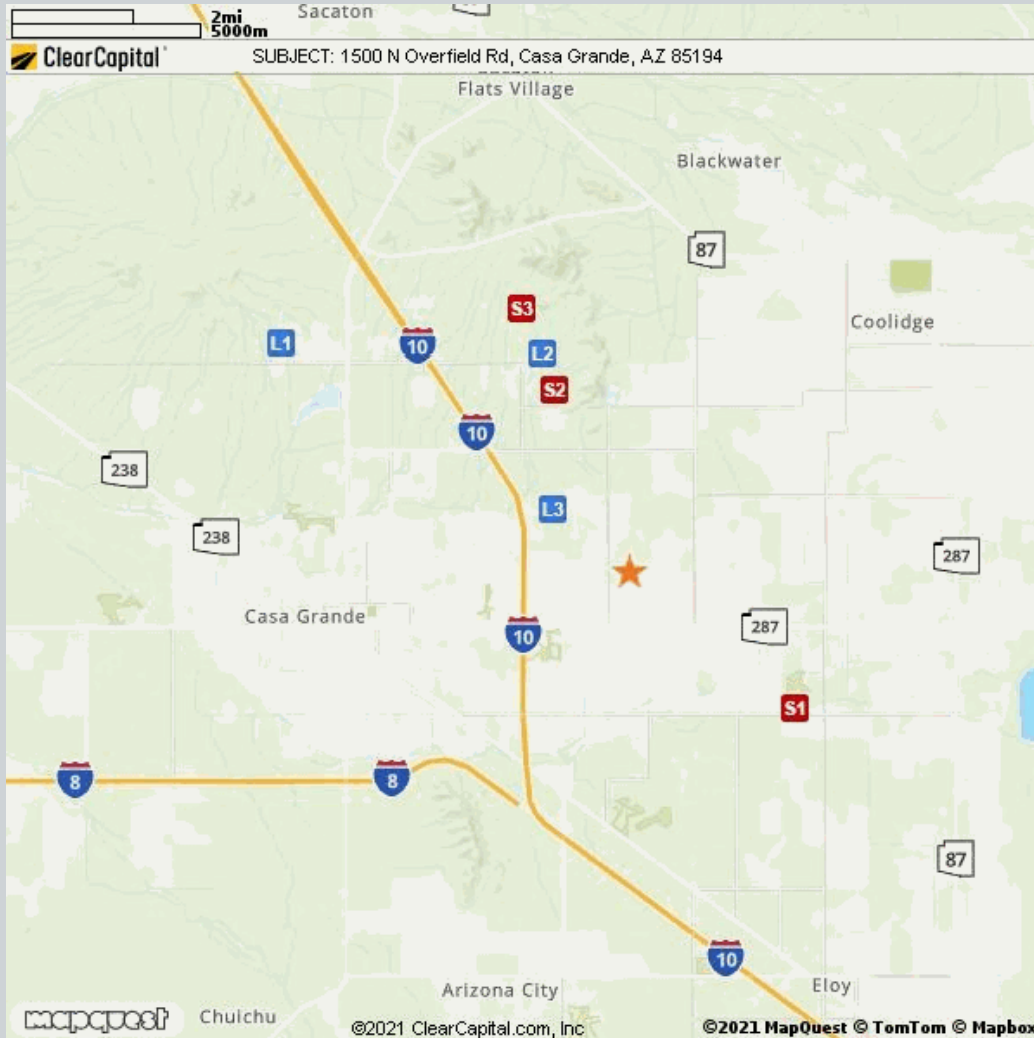 Sacaton
2mi
5000m
ClearCapital
SUBJECT: 1500 N Overfield Rd, Casa Grande, AZ 85194
Flats Village
Blackwater
87
S3
Coolidge
L1
10
L2
S2
10
238
L3
238
287
Casa Grande
10
287
S1
8
8
87
10
Eloy
Arizona City
mapquest
Chuichu
©2021 ClearCapital.com, Inc
©2021 MapQuest © TomTom © Mapbox